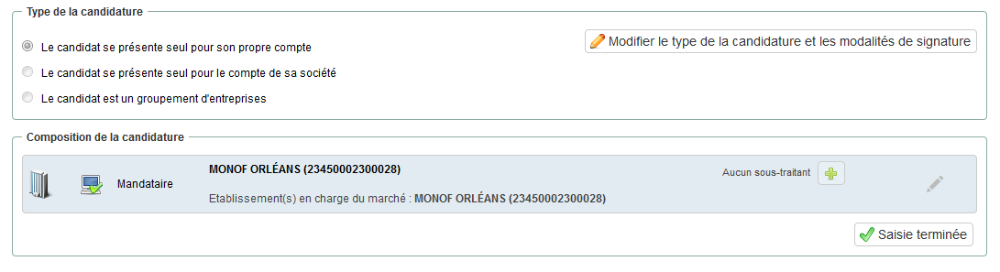 Type de la candidature
Le candidat se présente seul pour son propre compte
Modifier le type de la candidature et les modalités de signature
Le candidat se présente seul pour le compte de sa société
Le candidat est un groupement d'entreprises
Composition de la candidature
Mandataire
MONOF ORLÉANS (23450002300028)
Aucun sous-traitant
Etablissement(s) en charge du marché : MONOF ORLÉANS (23450002300028)
Saisie terminée